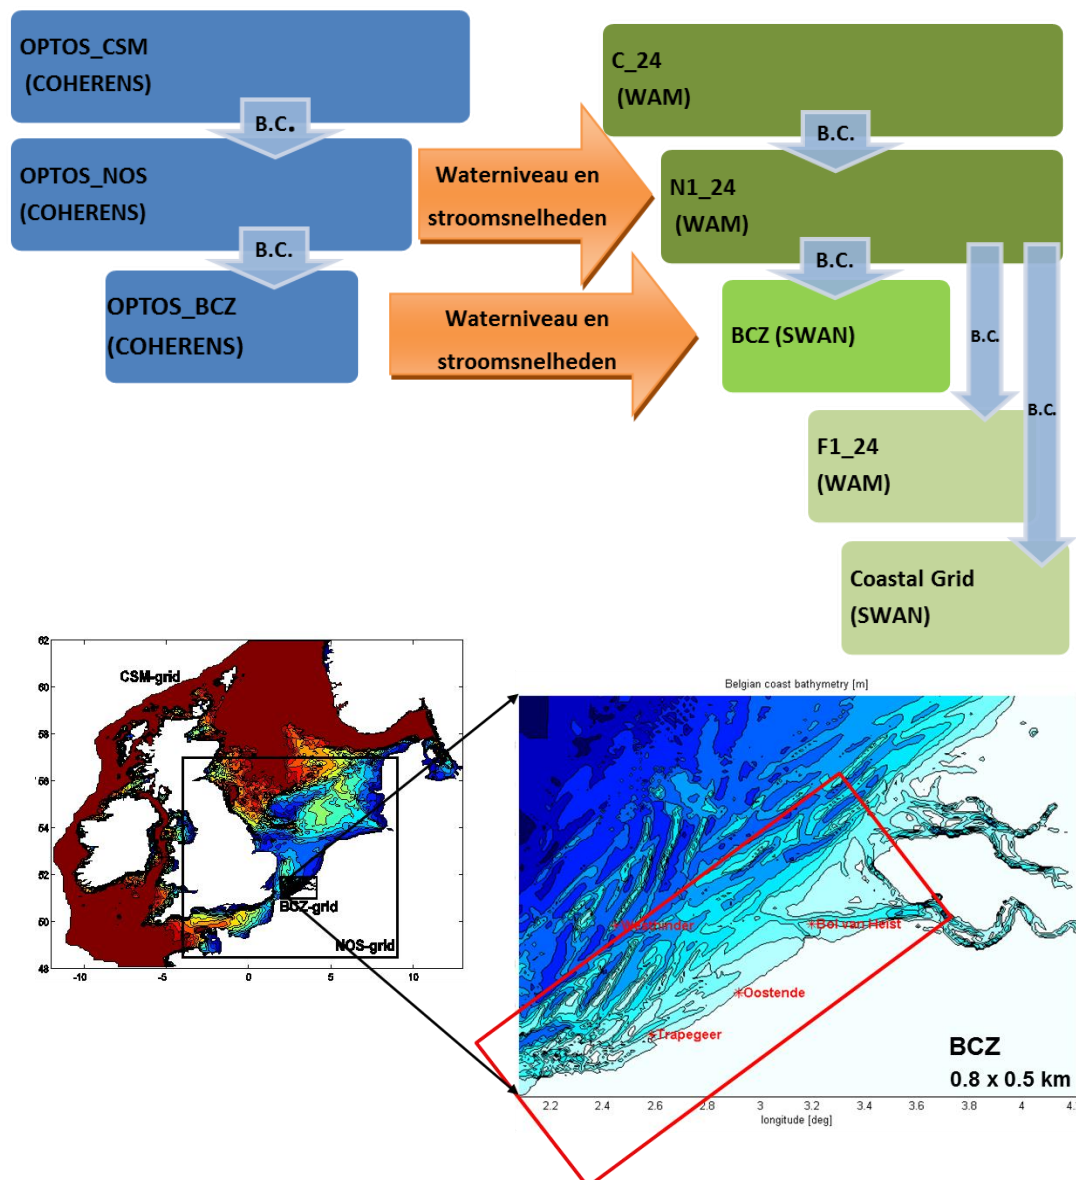 OPTOS_CSM
(COHERENS)
B.C.
OPTOS_NOS
(COHERENS)
B.C.
OPTOS_BCZ
(COHERENS)
Waterniveau en
stroomsnelheden
Waterniveau en
stroomsnelheden
C_24
(WAM)
B.C.
N1_24
(WAM)
B.C.
BCZ (SWAN)
B.C.
B.C.
F1_24
(WAM)
Coastal Grid
(SWAN)
62
60
58
56
54
52
50
48
-10
-5
0
5
10
CSM-grid
BCZ-grid
NOS-grid
Belgian coast bathymetry [m]
Bol van Heist
Oostende
Trapegeer
BCZ
0.8 x 0.5 km
2.2 2.4 2.6 2.8 3 3.2 3.4 3.6 3.8 4
longitude [deg]